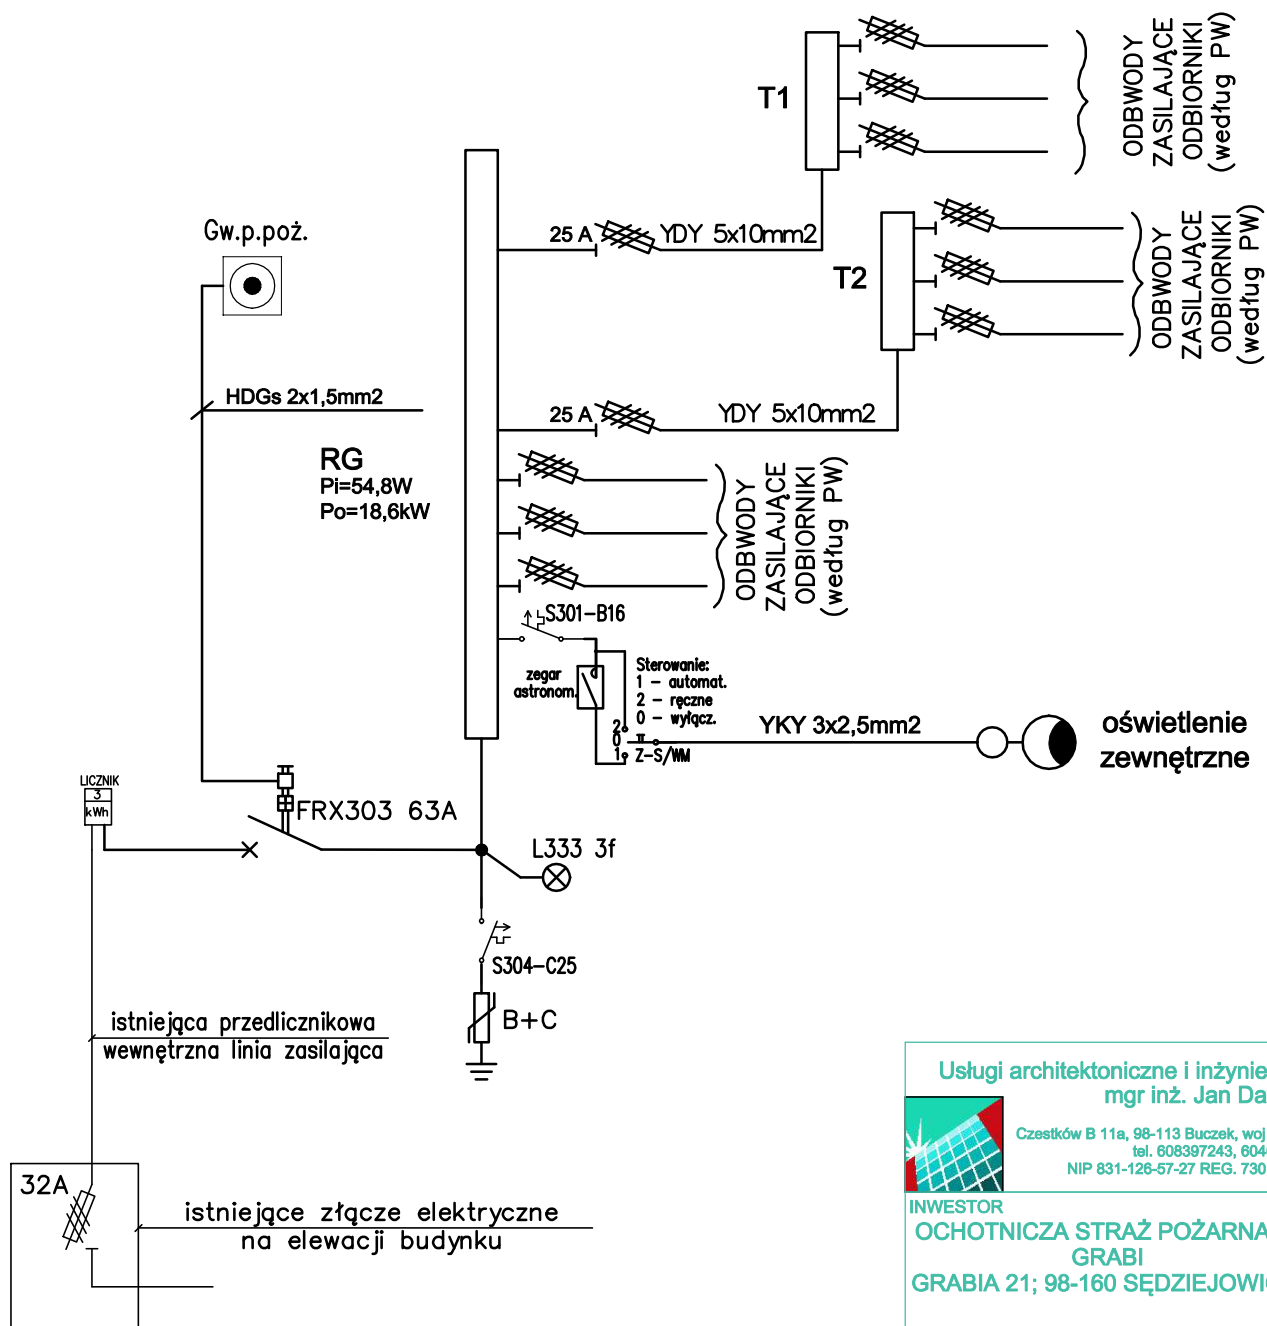 T1
ODBWODY
ZASILAJĄCE
ODBIORNIKI
(według PW)
Gw.p.poż.
25 A
YDY 5x10mm2
T2
ODBWODY
ZASILAJĄCE
ODBIORNIKI
(według PW)
HDGs 2x1,5mm2
25 A
YDY 5x10mm2
RG
Pi=54,8W
Po=18,6kW
ODBWODY
ZASILAJĄCE
ODBIORNIKI
(według PW)
S301-B16
zegar
astronom.
Sterowanie:
1 - automat.
2 - ręczne
0 - wyłącz.
2
0
1
Z-S/WM
YKY 3x2,5mm2
oświetlenie
zewnętrzne
LICZNIK
3
kWh
FRX303 63A
L333 3f
S304-C25
B+C
istniejąca przedlicznikowa
wewnętrzna linia zasilająca
32A
istniejące złącze elektryczne
na elewacji budynku
Usługi architektoniczne i inżynie
mgr inż. Jan Da
Czestków B 11a, 98-113 Buczek, woj
tel. 608397243, 604
NIP 831-126-57-27 REG. 730
INWESTOR
OCHOTNICZA STRAŻ POŻARNA
GRABI
GRABIA 21; 98-160 SĘDZIEJOWI